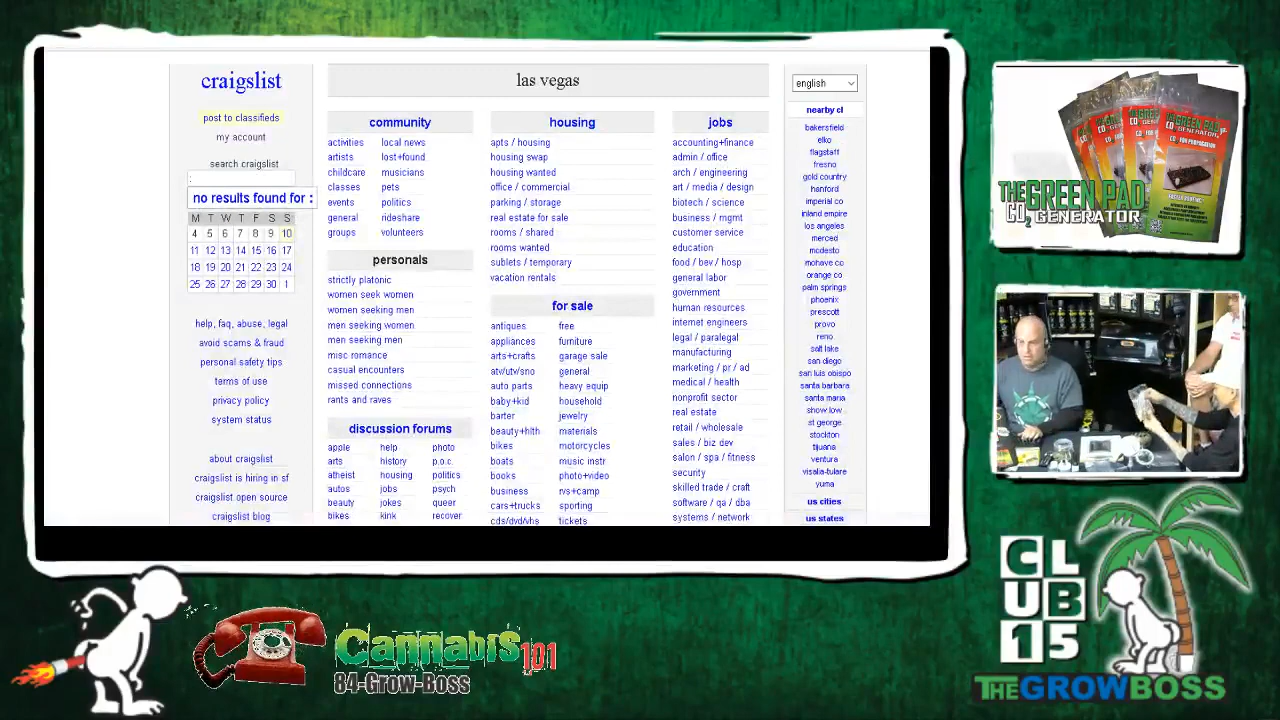 craigslist
post to classifieds
my account
search craigslist
:
no results found for :
M T W T F S S
4 5 6 7 8 9 10
11 12 13 14 15 16 17
18 19 20 21 22 23 24
25 26 27 28 29 30 1
help, faq, abuse, legal
avoid scams & fraud
personal safety tips
terms of use
privacy policy
system status
about craigslist
craigslist is hiring in sf
craigslist open source
craigslist blog
las vegas
community
activities
artists
childcare
classes
events
general
groups
local news
lost+found
musicians
pets
politics
rideshare
volunteers
personals
strictly platonic
women seek women
women seeking men
men seeking women
men seeking men
misc romance
casual encounters
missed connections
rants and raves
discussion forums
apple
arts
atheist
autos
beauty
bikes
help
history
housing
jobs
jokes
kink
photo
p.o.c.
politics
psych
queer
recover
housing
apts / housing
housing swap
housing wanted
office / commercial
parking / storage
real estate for sale
rooms / shared
rooms wanted
sublets / temporary
vacation rentals
for sale
antiques
appliances
arts+crafts
atv/utv/sno
auto parts
baby+kid
barter
beauty+hlth
bikes
boats
books
business
cars+trucks
cds/dvd/vhs
free
furniture
garage sale
general
heavy equip
household
jewelry
materials
motorcycles
music instr
photo+video
rvs+camp
sporting
tickets
jobs
accounting+finance
admin / office
arch / engineering
art / media / design
biotech / science
business / mgmt
customer service
education
food / bev / hosp
general labor
government
human resources
internet engineers
legal / paralegal
manufacturing
marketing / pr / ad
medical / health
nonprofit sector
real estate
retail / wholesale
sales / biz dev
salon / spa / fitness
security
skilled trade / craft
software / qa / dba
systems / network
english
nearby cl
bakersfield
elko
flagstaff
fresno
gold country
hanford
imperial co
inland empire
los angeles
merced
modesto
mohave co
orange co
palm springs
phoenix
prescott
provo
reno
salt lake
san diego
san luis obispo
santa barbara
santa maria
show low
st george
stockton
tijuana
ventura
visalia-tulare
yuma
us cities
us states
THE GREEN PAD
CO2 GENERATOR
CLUB
15
THEGROWBOSS
Cannabis 101
84-Grow-Boss